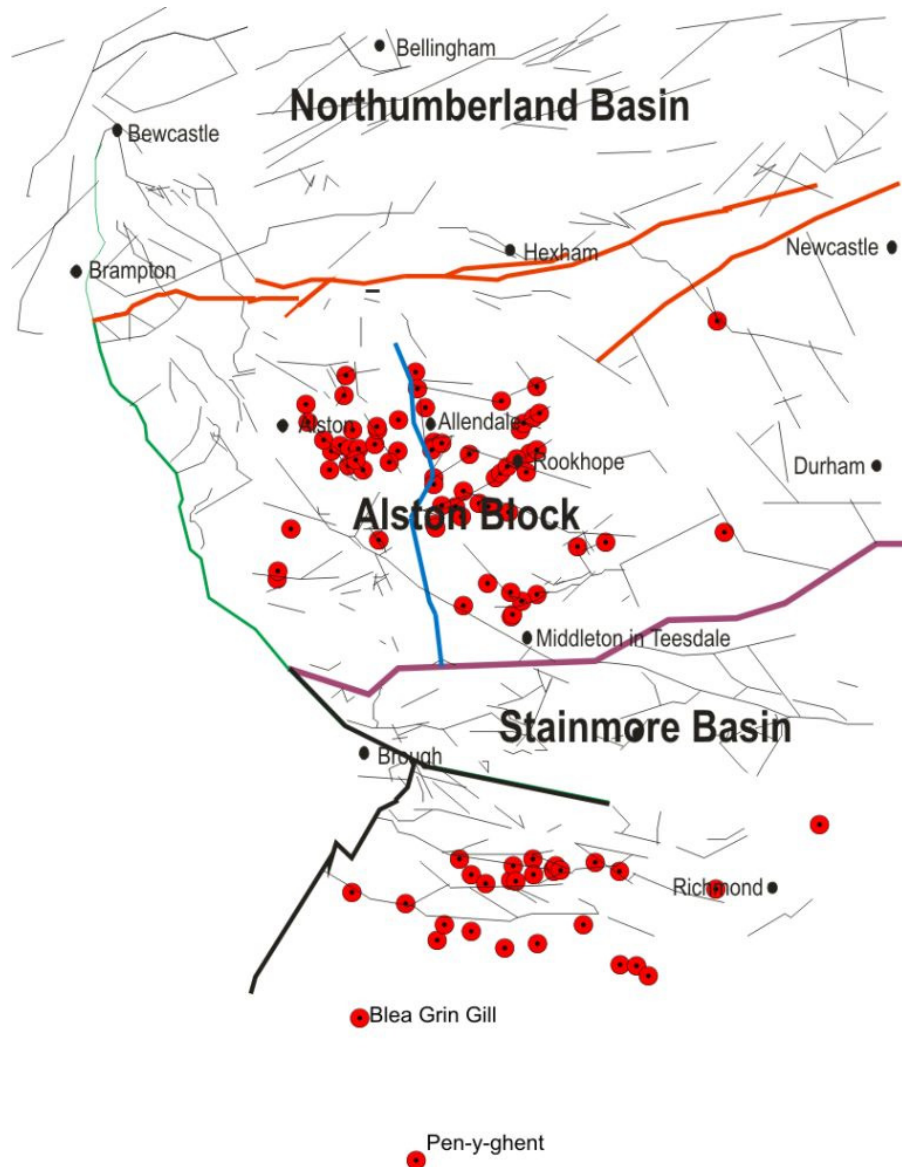 Bellingham
Northumberland Basin
Bewcastle
Hexham
Newcastle
Brampton
Alston
Allendale
Rookhope
Durham
Alston Block
Middleton in Teesdale
Stainmore Basin
Brough
Richmond
Blea Grin Gill
Pen-y-ghent